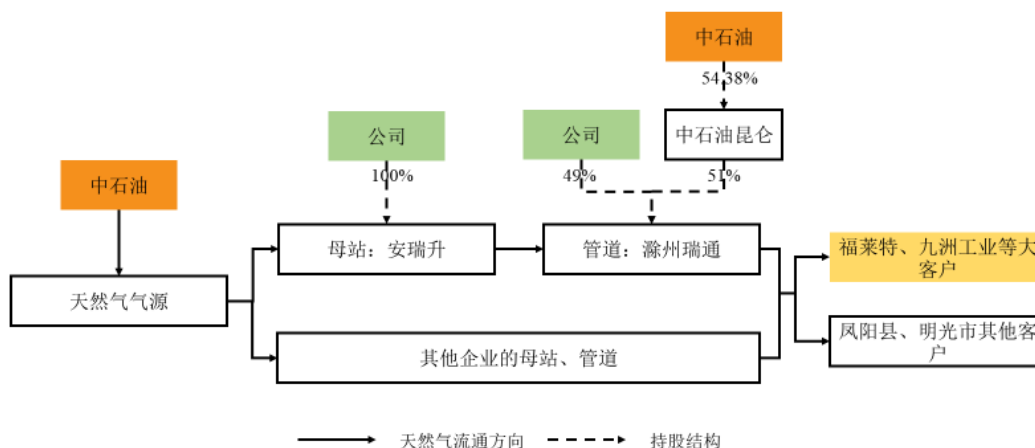 中石油
54.38%
公司
公司
中石油昆仑
100%
49%
51%
中石油
母站：安瑞升
管道：滁州瑞通
福莱特、九洲工业等大
客户
天然气气源
凤阳县、明光市其他客
户
其他企业的母站、管道
天然气流通方向
持股结构